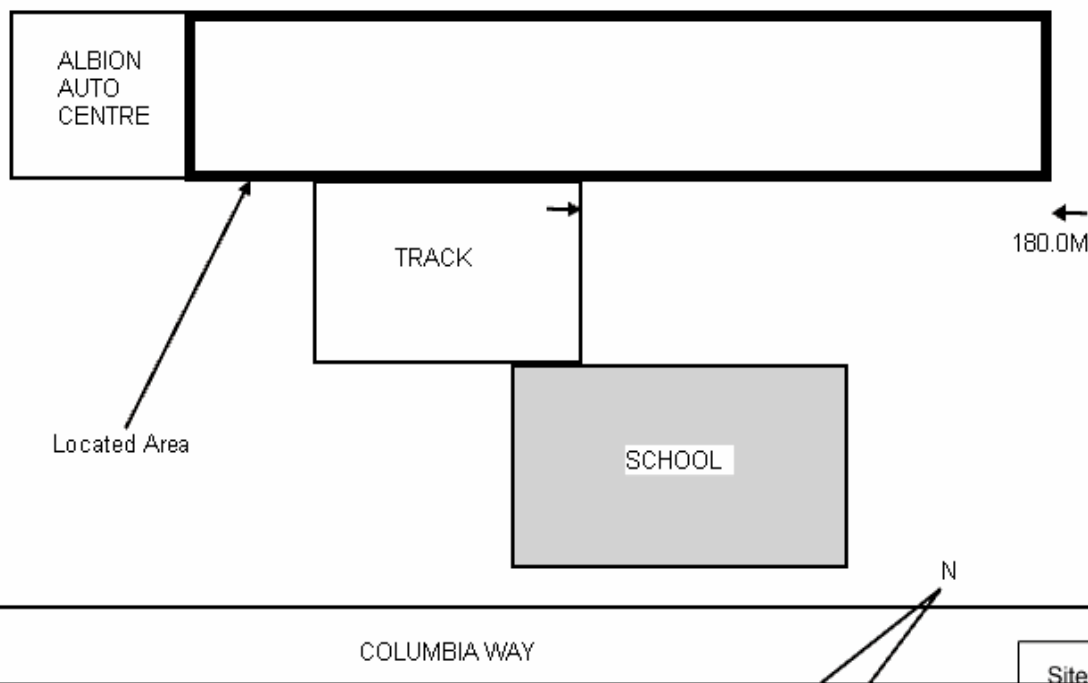 ALBION
AUTO
CENTRE
180.0M
TRACK
Located Area
SCHOOL
N
COLUMBIA WAY
Site